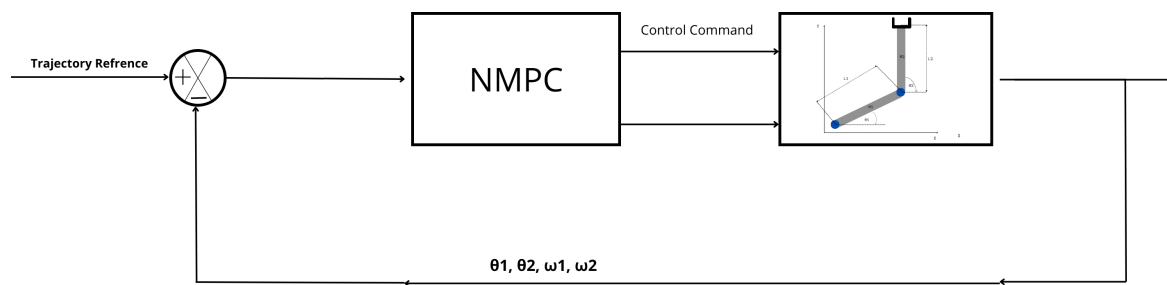 Trajectory Refrence
+
−
NMPC
Control Command
θ1, θ2, ω1, ω2